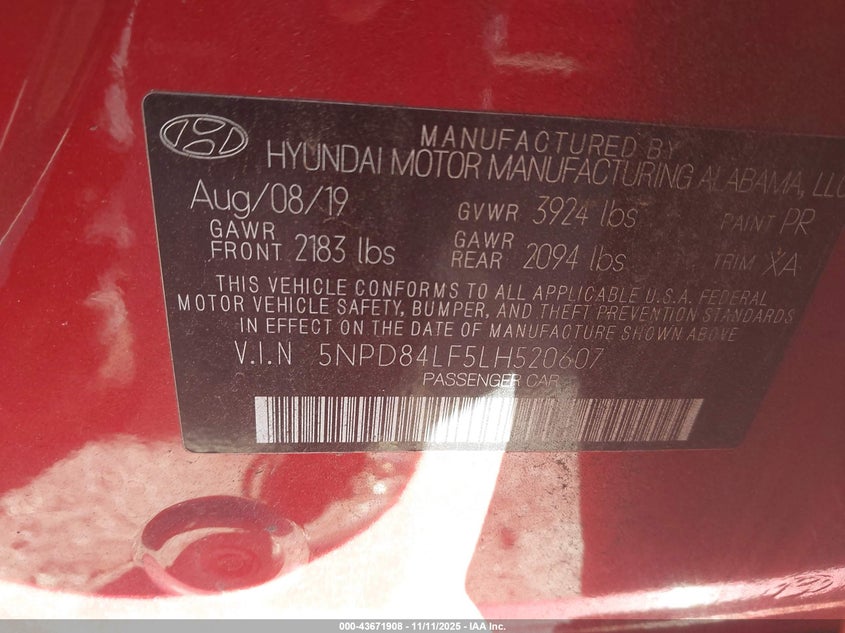 MANUFACTURED BY
HYUNDAI MOTOR MANUFACTURING ALABAMA, LLC
Aug/08/19 GVWR 3924 lbs PAINT PR
GAWR FRONT 2183 lbs GAWR REAR 2094 lbs TRIM XA
THIS VEHICLE CONFORMS TO ALL APPLICABLE U.S.A. FEDERAL
MOTOR VEHICLE SAFETY, BUMPER, AND THEFT PREVENTION STANDARDS
IN EFFECT ON THE DATE OF MANUFACTURE SHOWN ABOVE
V.I.N 5NPD84LF5LH520607
PASSENGER CAR
000-43671908 - 11/11/2025 - IAA Inc.